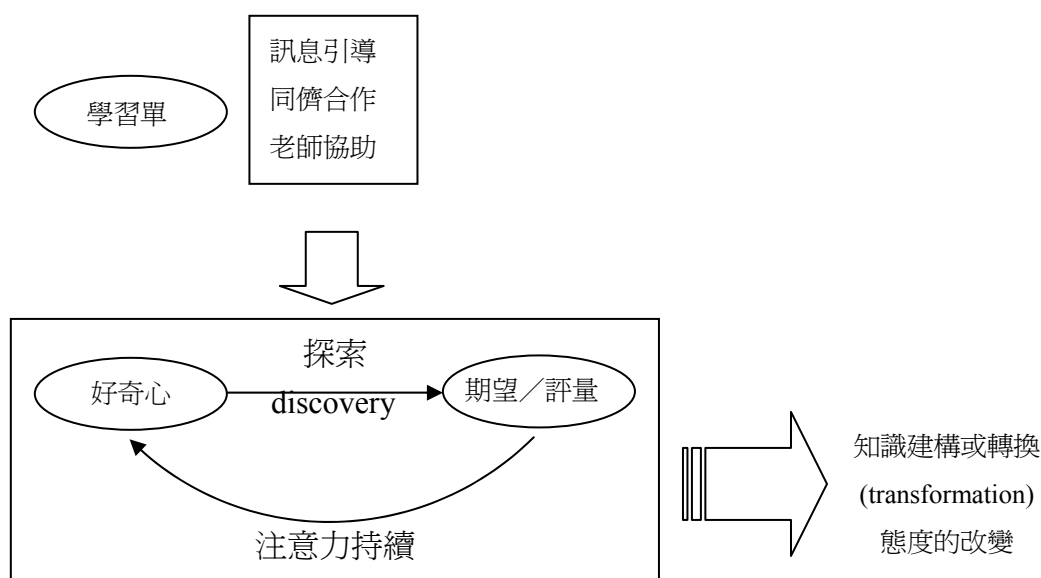 訊息引導
同儕合作
老師協助
學習單
探索
discovery
好奇心
期望／評量
注意力持續
知識建構或轉換
(transformation)
態度的改變